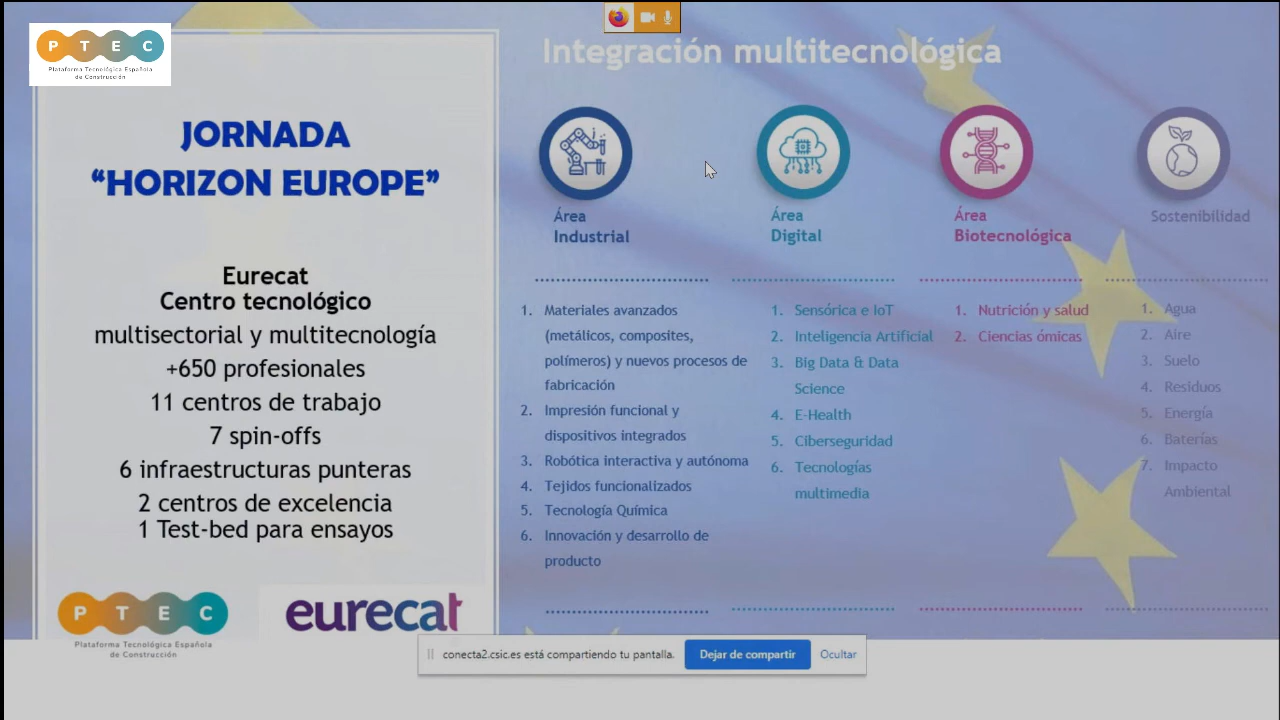 P T E C
Plataforma Tecnológica Española
de Construcción
JORNADA
“HORIZON EUROPE”
Eurecat
Centro tecnológico
multisectorial y multitecnología
+650 profesionales
11 centros de trabajo
7 spin-offs
6 infraestructuras punteras
2 centros de excelencia
1 Test-bed para ensayos
P T E C
Plataforma Tecnológica Española
de Construcción
eurecat
Integración multitecnológica
Área
Industrial
1. Materiales avanzados
(metálicos, composites,
polímeros) y nuevos procesos de
fabricación
2. Impresión funcional y
dispositivos integrados
3. Robótica interactiva y autónoma
4. Tejidos funcionalizados
5. Tecnología Química
6. Innovación y desarrollo de
producto
Área
Digital
1. Sensórica e IoT
2. Inteligencia Artificial
3. Big Data & Data
Science
4. E-Health
5. Ciberseguridad
6. Tecnologías
multimedia
Área
Biotecnológica
1. Nutrición y salud
2. Ciencias ómicas
Sostenibilidad
1. Agua
2. Aire
3. Suelo
4. Residuos
5. Energía
6. Baterías
7. Impacto
Ambiental
conecta2.csic.es está compartiendo tu pantalla.
Dejar de compartir
Ocultar